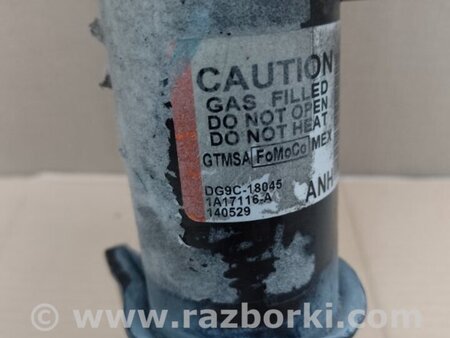 CAUTION
GAS FILLED
DO NOT OPEN
DO NOT HEAT
GTMSA FoMoCo MEX
DG9C-18045 ANH
1A17116-A
140529
© www.razborki.com